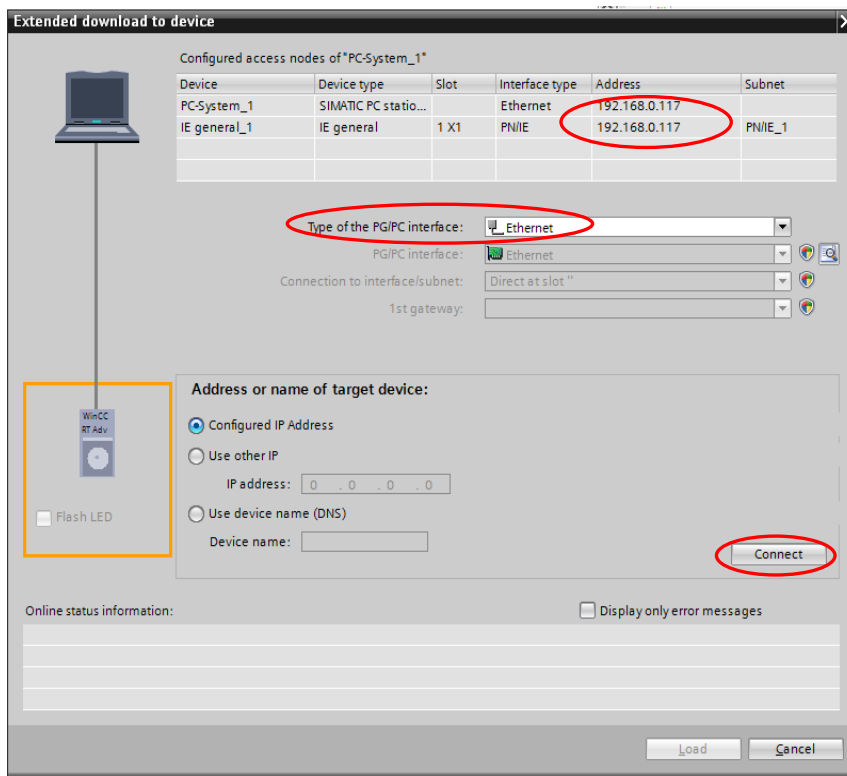 Extended download to device
Configured access nodes of "PC-System_1"
Device Device type Slot Interface type Address Subnet
PC-System_1 SIMATIC PC statio... Ethernet 192.168.0.117
IE general_1 IE general 1 X1 PN/IE 192.168.0.117 PN/IE_1
Type of the PG/PC interface: Ethernet
PG/PC interface: Ethernet
Connection to interface/subnet: Direct at slot ''
1st gateway:
Address or name of target device:
WinCC
RT Adv
Configured IP Address
Use other IP
IP address: 0 . 0 . 0 . 0
Flash LED
Use device name (DNS)
Device name:
Connect
Online status information: Display only error messages
Load Cancel